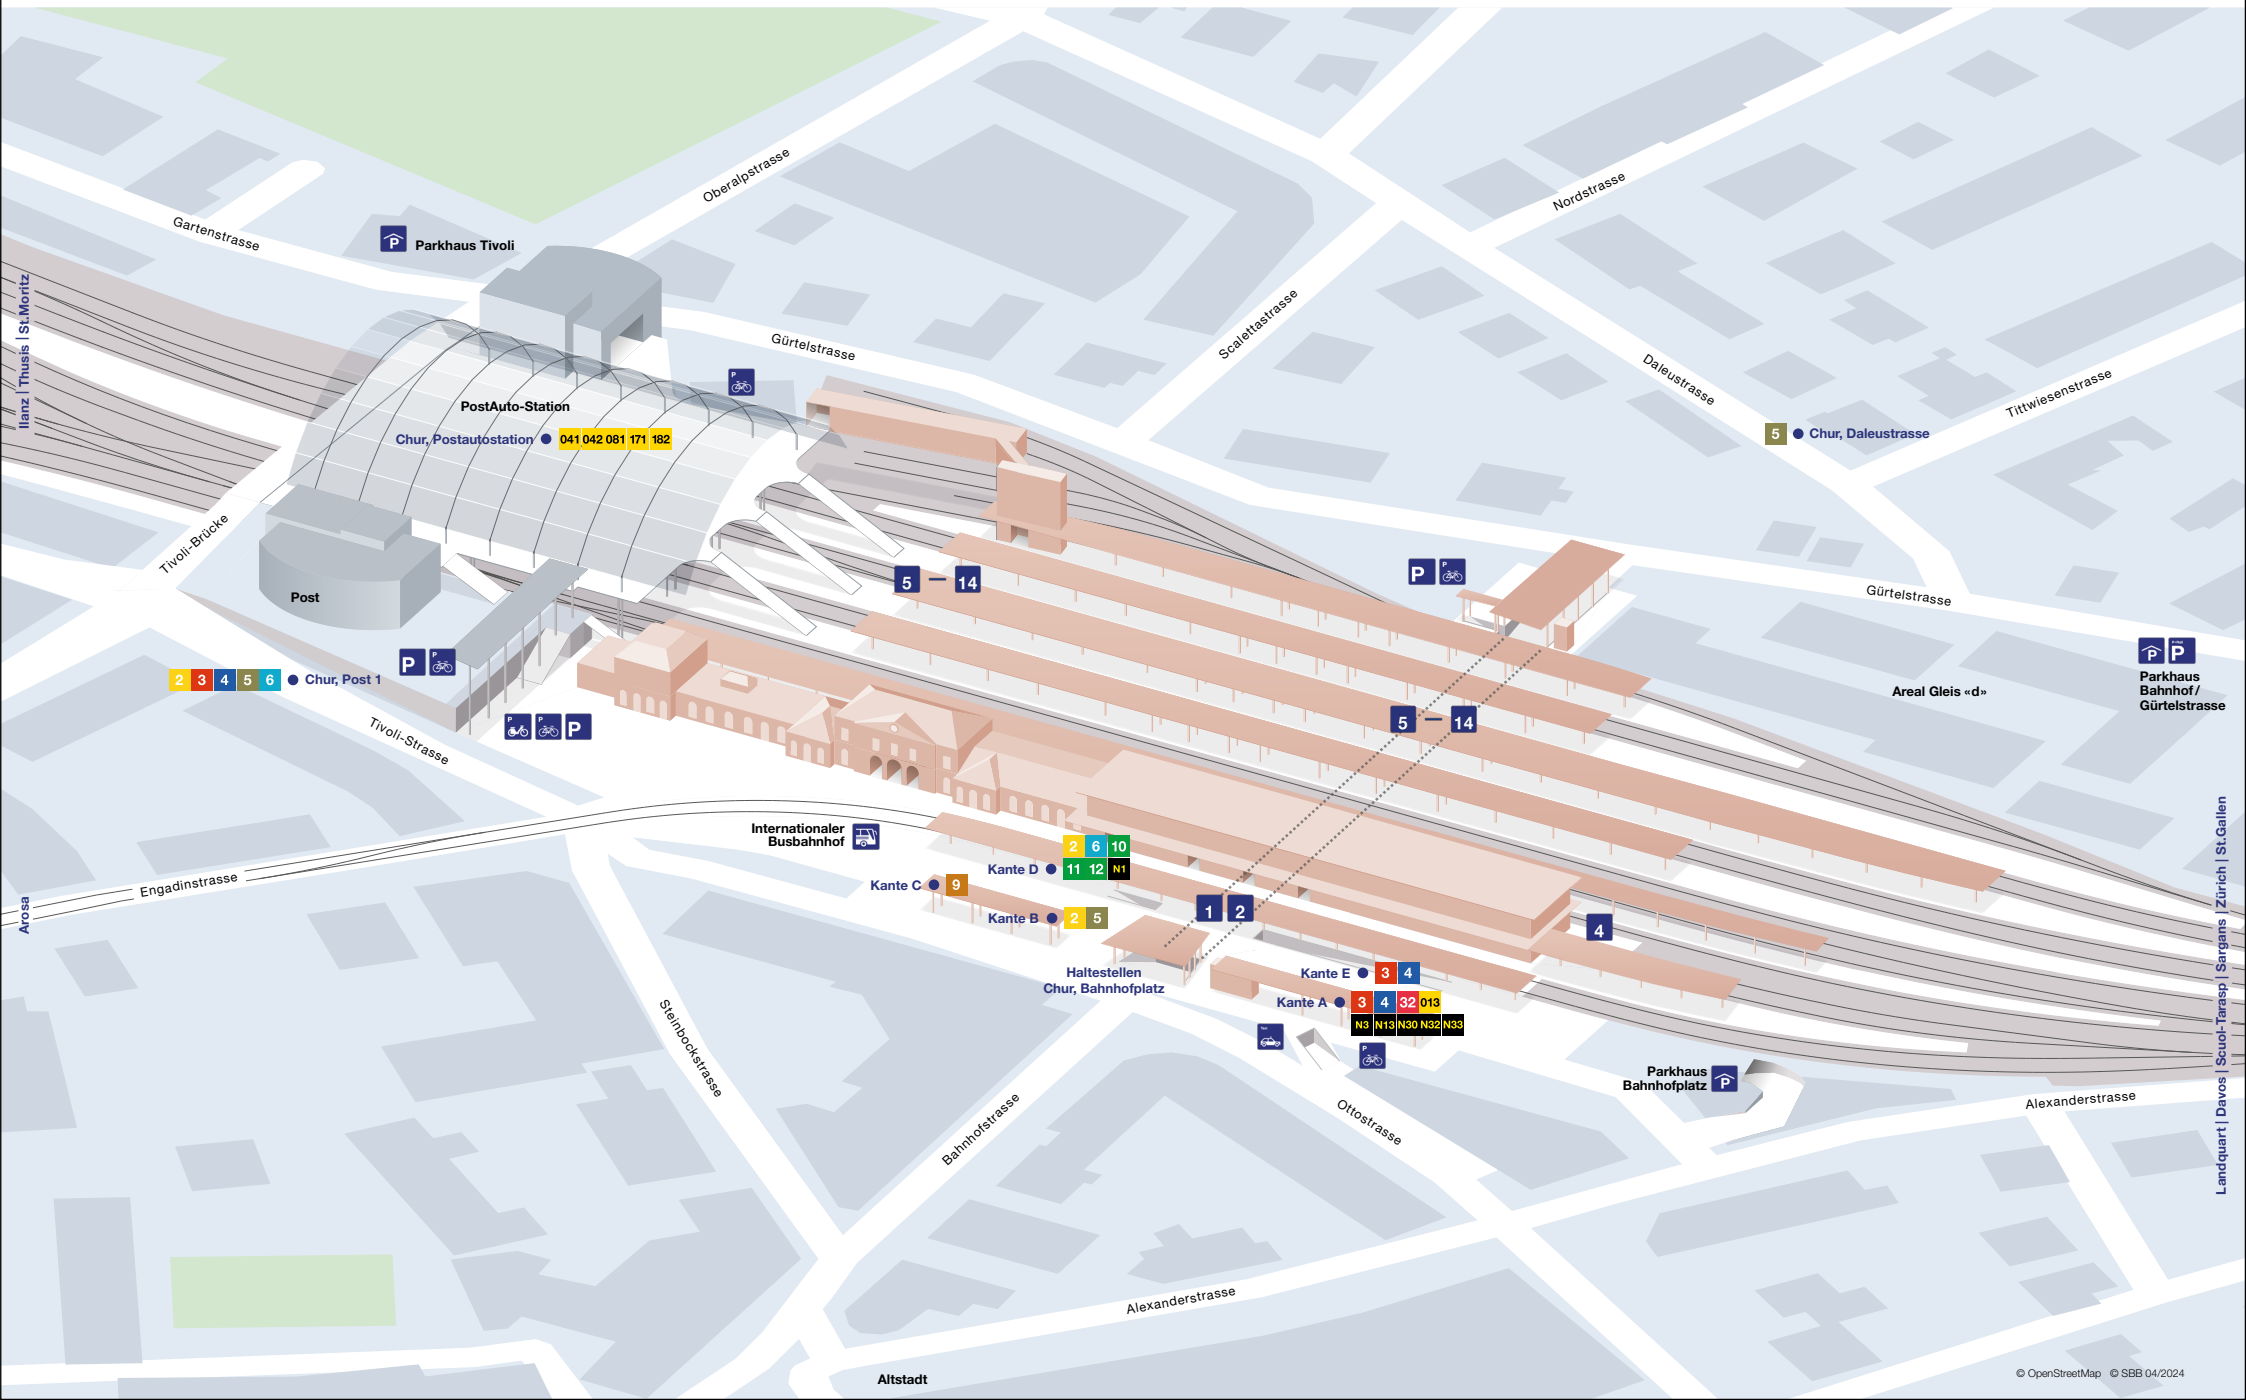 Oberalpstrasse
Nordstrasse
Gartenstrasse
P
Parkhaus Tivoli
Ilanz | Thusis | St.Moritz
Gürtelstrasse
Scalettastrasse
Daleustrasse
Tittwiesenstrasse
P
PostAuto-Station
Chur, Postautostation
041 042 081 171 182
5
Chur, Daleustrasse
Tivoli-Brücke
Post
5 – 14
P
P
Gürtelstrasse
P
P
2 3 4 5 6
Chur, Post 1
P
P
P
Parkhaus
Bahnhof/
Gürtelstrasse
Areal Gleis «d»
Tivoli-Strasse
P
P
P
5 – 14
Internationaler
Busbahnhof
2 6 10
Kante D
11 12 N1
Kante C
9
Kante B
2 5
Engadinstrasse
Arosa
1 2
4
Haltestellen
Chur, Bahnhofplatz
Kante E
3 4
Kante A
3 4 32 013
N3 N13 N30 N32 N33
Landquart | Davos | Scuol-Tarasp | Sargans | Zürich | St.Gallen
Steinbockstrasse
Taxi
P
Parkhaus
Bahnhofplatz
P
Bahnhofstrasse
Ottostrasse
Alexanderstrasse
Alexanderstrasse
Altstadt
© OpenStreetMap © SBB 04/2024